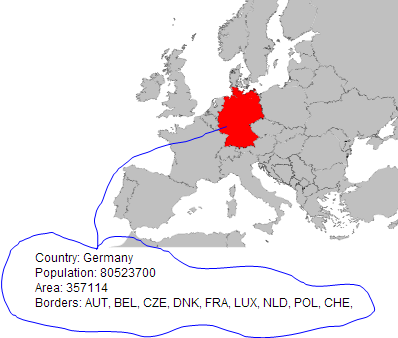 Country: Germany
Population: 80523700
Area: 357114
Borders: AUT, BEL, CZE, DNK, FRA, LUX, NLD, POL, CHE,